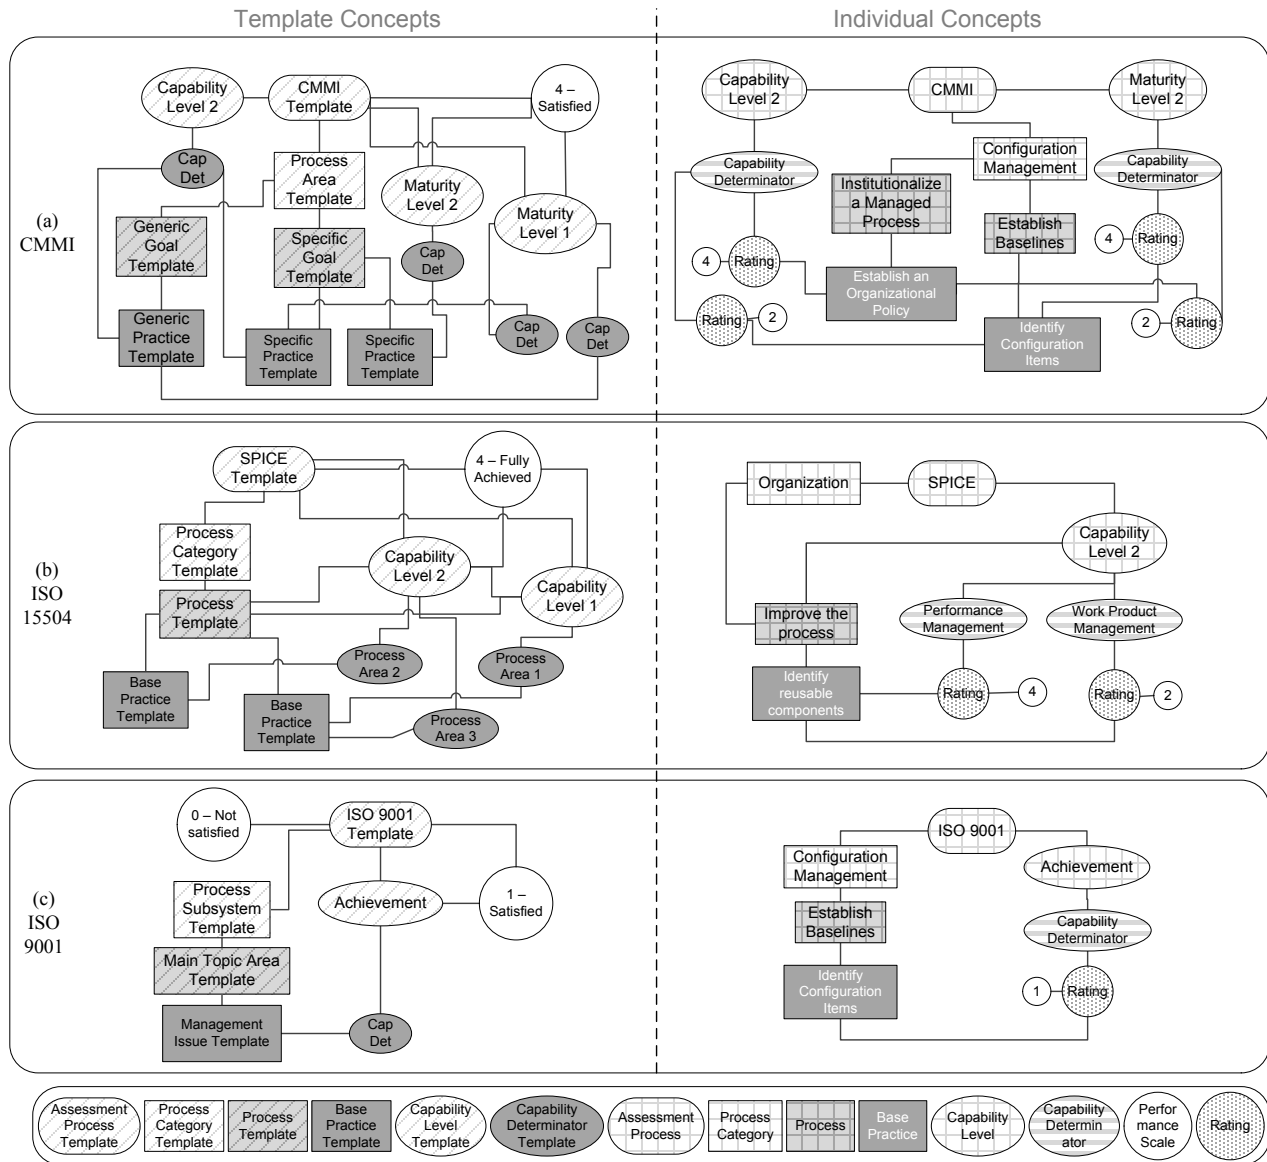 Template Concepts
Individual Concepts
(a)
CMMI
Capability
Level 2
CMMI
Template
4 –
Satisfied
Cap
Det
Process
Area
Template
Maturity
Level 2
Maturity
Level 1
Generic
Goal
Template
Specific
Goal
Template
Cap
Det
Generic
Practice
Template
Specific
Practice
Template
Specific
Practice
Template
Cap
Det
Cap
Det
Capability
Level 2
CMMI
Maturity
Level 2
Capability
Determinator
Institutionalize
a Managed
Process
Configuration
Management
Capability
Determinator
Establish
Baselines
4
Rating
4
Rating
Establish an
Organizational
Policy
Rating
2
Identify
Configuration
Items
2
Rating
(b)
ISO
15504
SPICE
Template
4 – Fully
Achieved
Process
Category
Template
Capability
Level 2
Capability
Level 1
Process
Template
Process
Area 2
Process
Area 1
Base
Practice
Template
Base
Practice
Template
Process
Area 3
Organization
SPICE
Capability
Level 2
Improve the
process
Performance
Management
Work Product
Management
Identify
reusable
components
Rating
4
Rating
2
(c)
ISO
9001
0 – Not
satisfied
ISO 9001
Template
Process
Subsystem
Template
Achievement
1 –
Satisfied
Main Topic Area
Template
Management
Issue Template
Cap
Det
ISO 9001
Configuration
Management
Achievement
Establish
Baselines
Capability
Determinator
Identify
Configuration
Items
1
Rating
Assessment
Process
Template
Process
Category
Template
Process
Template
Base
Practice
Template
Capability
Level
Template
Capability
Determinator
Template
Assessment
Process
Process
Category
Process
Base
Practice
Capability
Level
Capability
Determin
ator
Perfor
mance
Scale
Rating